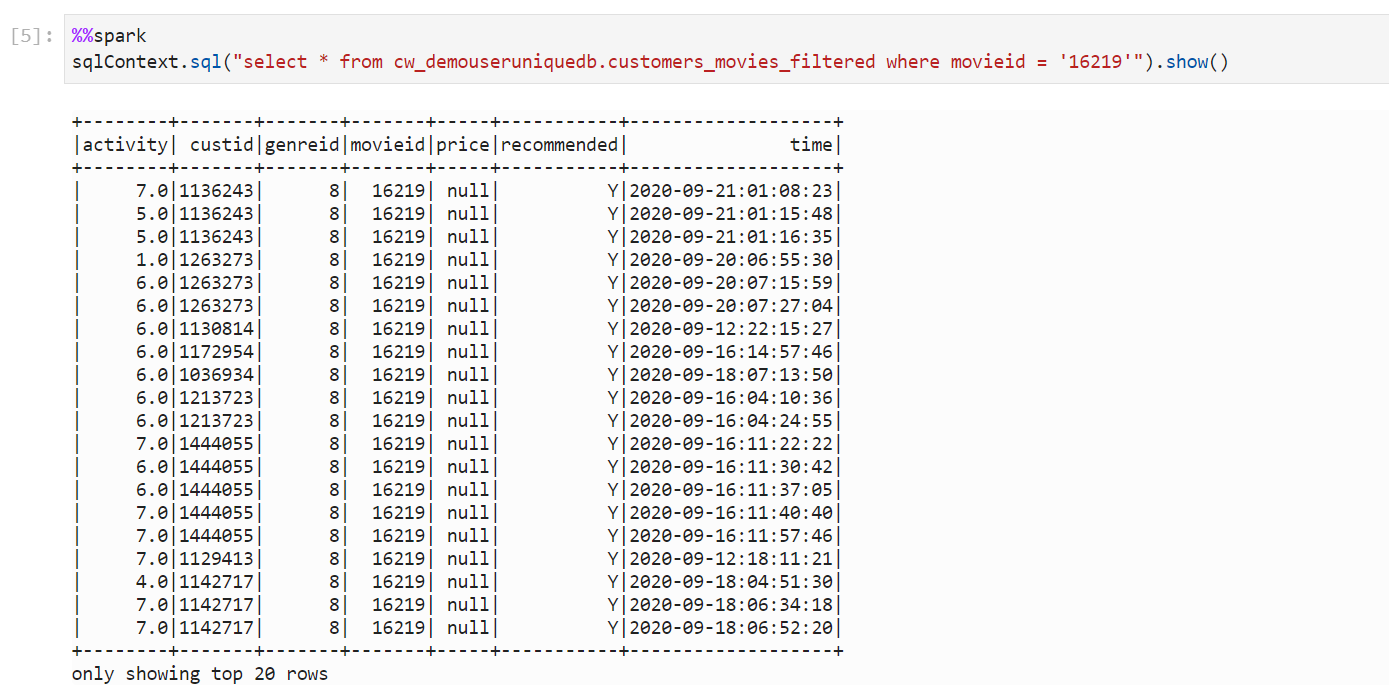 [5]: %%spark
sqlContext.sql("select * from cw_demouseruniquedb.customers_movies_filtered where movieid = '16219'").show()
+--------+-------+-------+-------+-----+-----------+-------------------+
|activity| custid|genreid|movieid|price|recommended|               time|
+--------+-------+-------+-------+-----+-----------+-------------------+
|     7.0|1136243|      8|  16219| null|          Y|2020-09-21:01:08:23|
|     5.0|1136243|      8|  16219| null|          Y|2020-09-21:01:15:48|
|     5.0|1136243|      8|  16219| null|          Y|2020-09-21:01:16:35|
|     1.0|1263273|      8|  16219| null|          Y|2020-09-20:06:55:30|
|     6.0|1263273|      8|  16219| null|          Y|2020-09-20:07:15:59|
|     6.0|1263273|      8|  16219| null|          Y|2020-09-20:07:27:04|
|     6.0|1130814|      8|  16219| null|          Y|2020-09-12:22:15:27|
|     6.0|1172954|      8|  16219| null|          Y|2020-09-16:14:57:46|
|     6.0|1036934|      8|  16219| null|          Y|2020-09-18:07:13:50|
|     6.0|1213723|      8|  16219| null|          Y|2020-09-16:04:10:36|
|     6.0|1213723|      8|  16219| null|          Y|2020-09-16:04:24:55|
|     7.0|1444055|      8|  16219| null|          Y|2020-09-16:11:22:22|
|     6.0|1444055|      8|  16219| null|          Y|2020-09-16:11:30:42|
|     6.0|1444055|      8|  16219| null|          Y|2020-09-16:11:37:05|
|     7.0|1444055|      8|  16219| null|          Y|2020-09-16:11:40:40|
|     7.0|1444055|      8|  16219| null|          Y|2020-09-16:11:57:46|
|     7.0|1129413|      8|  16219| null|          Y|2020-09-12:18:11:21|
|     4.0|1142717|      8|  16219| null|          Y|2020-09-18:04:51:30|
|     7.0|1142717|      8|  16219| null|          Y|2020-09-18:06:34:18|
|     7.0|1142717|      8|  16219| null|          Y|2020-09-18:06:52:20|
+--------+-------+-------+-------+-----+-----------+-------------------+
only showing top 20 rows